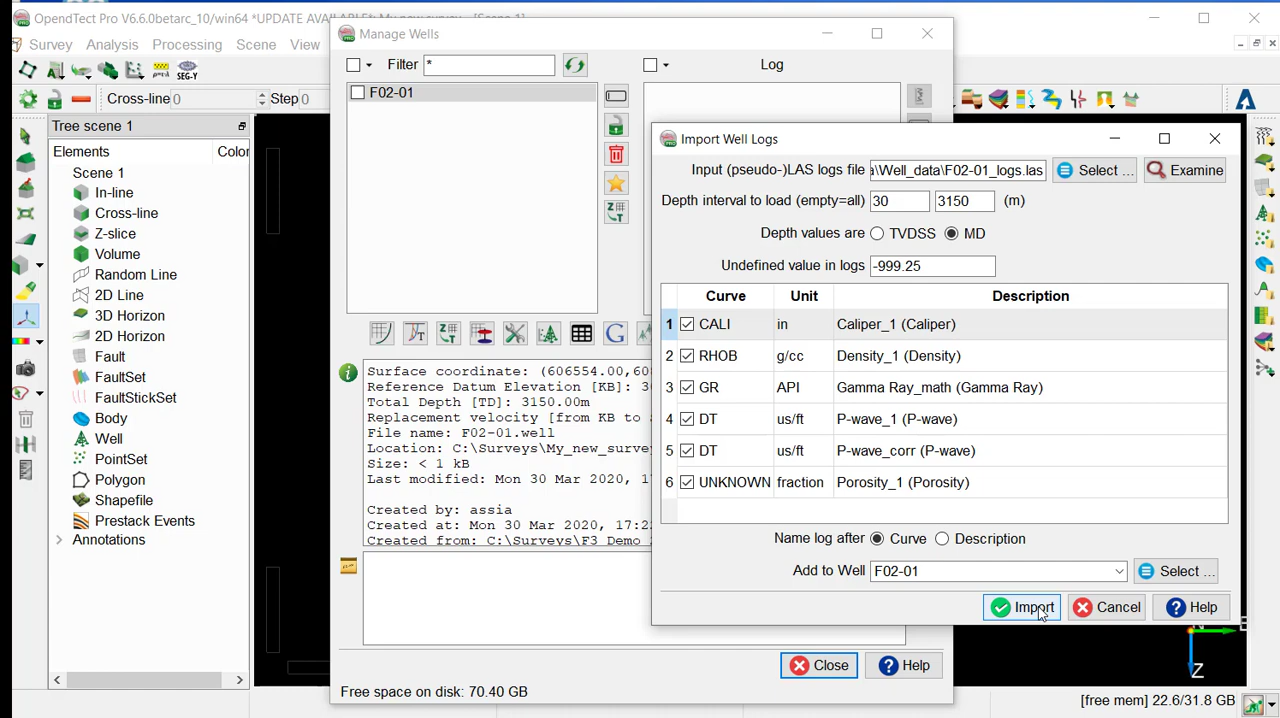 OpendTect Pro V6.6.0betarc_10/win64 *UPDATE AVAILABLE*: My new survey - [Scene 1]
Survey Analysis Processing Scene View
SEG-Y
Cross-line 0 Step 0
Tree scene 1
Elements Color
Scene 1
In-line
Cross-line
Z-slice
Volume
Random Line
2D Line
3D Horizon
2D Horizon
Fault
FaultSet
FaultStickSet
Body
Well
PointSet
Polygon
Shapefile
Prestack Events
Annotations
Manage Wells
Filter *
Log
F02-01
Surface coordinate: (606554.00,60
Reference Datum Elevation [KB]: 3
Total Depth [TD]: 3150.00m
Replacement velocity [from KB to
File name: F02-01.well
Location: C:\Surveys\My_new_surve
Size: < 1 kB
Last modified: Mon 30 Mar 2020, 1
Created by: assia
Created at: Mon 30 Mar 2020, 17:2
Created from: C:\Surveys\F3 Demo
Close Help
Free space on disk: 70.40 GB
Import Well Logs
Input (pseudo-)LAS logs file a\Well_data\F02-01_logs.las Select ... Examine
Depth interval to load (empty=all) 30 3150 (m)
Depth values are TVDSS MD
Undefined value in logs -999.25
Curve Unit Description
1 CALI in Caliper_1 (Caliper)
2 RHOB g/cc Density_1 (Density)
3 GR API Gamma Ray_math (Gamma Ray)
4 DT us/ft P-wave_1 (P-wave)
5 DT us/ft P-wave_corr (P-wave)
6 UNKNOWN fraction Porosity_1 (Porosity)
Name log after Curve Description
Add to Well F02-01 Select ...
Import Cancel Help
Z
[free mem] 22.6/31.8 GB